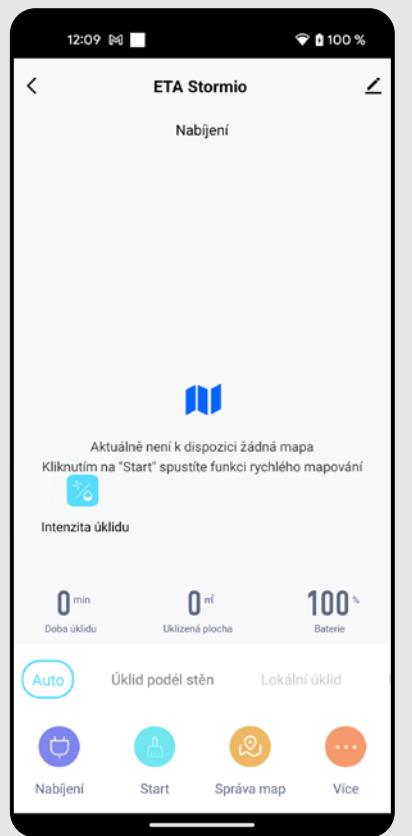 12:09 100 %
ETA Stormio
Nabíjení
Aktuálně není k dispozici žádná mapa
Kliknutím na "Start" spustíte funkci rychlého mapování
Intenzita úklidu
0 min 0 ㎡ 100 %
Doba úklidu Uklizená plocha Baterie
Auto Úklid podél stěn Lokální úklid
Nabíjení Start Správa map Více